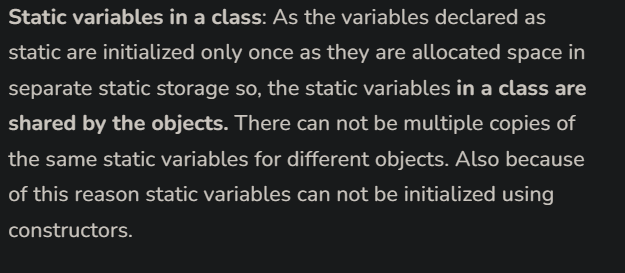 Static variables in a class: As the variables declared as
static are initialized only once as they are allocated space in
separate static storage so, the static variables in a class are
shared by the objects. There can not be multiple copies of
the same static variables for different objects. Also because
of this reason static variables can not be initialized using
constructors.